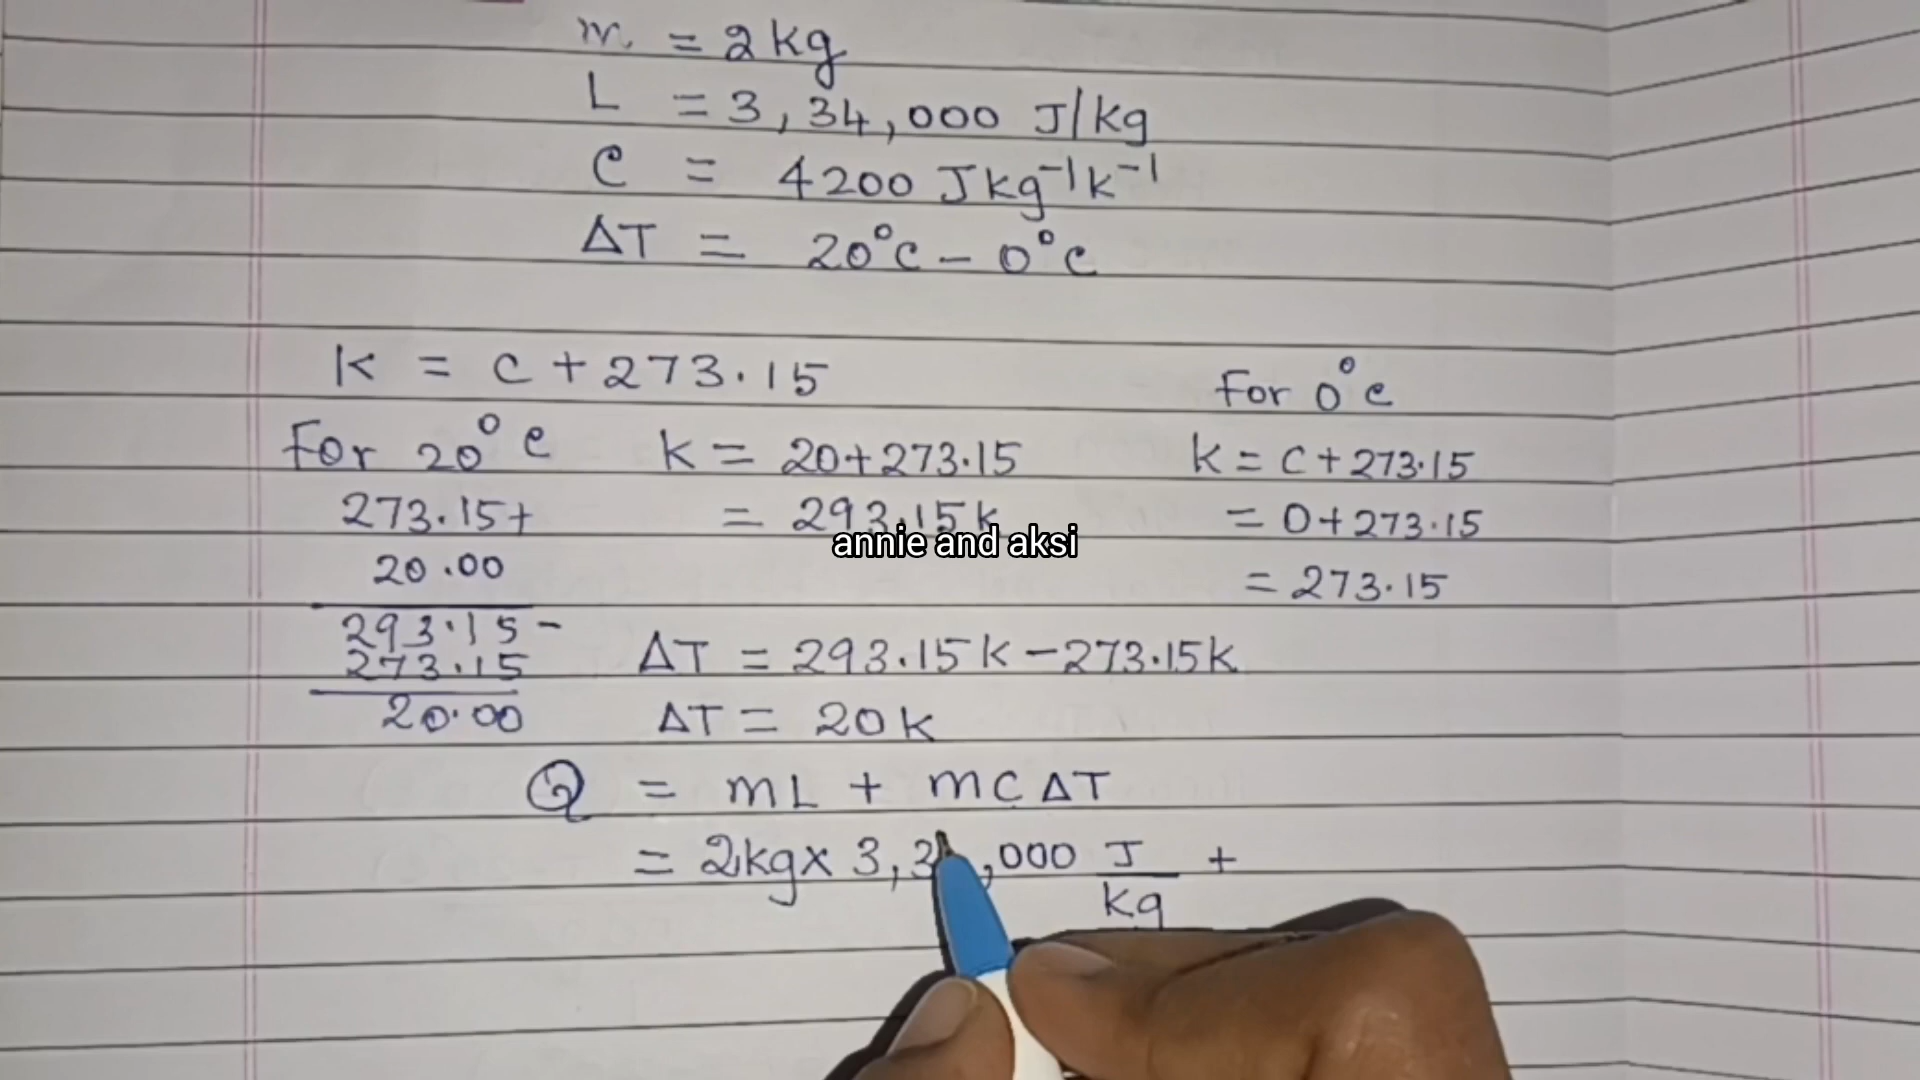 m = 2kg
L = 3,34,000 J/kg
C = 4200 Jkg⁻¹k⁻¹
ΔT = 20°C - 0°C
K = C + 273.15
For 20°C
K = 20+273.15
= 293.15k
273.15+
20.00
293.15-
273.15
20.00
For 0°C
K = C + 273.15
= 0+273.15
= 273.15
annie and aksi
ΔT = 293.15k - 273.15k
ΔT = 20k
Q = mL + mCΔT
= 2kg x 3,3 ,000 J/kg +